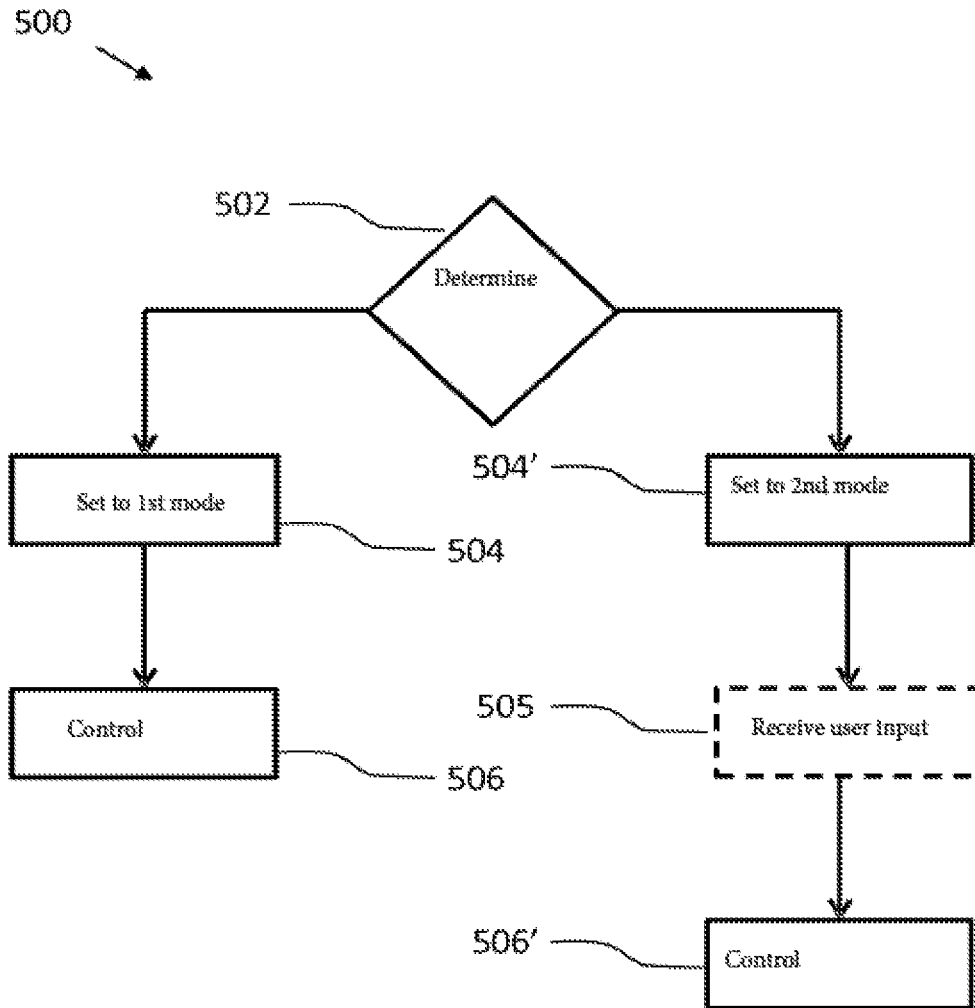 500
502
Determine
504'
Set to 1st mode
Set to 2nd mode
504
505
Control
Receive user input
506
506'
Control